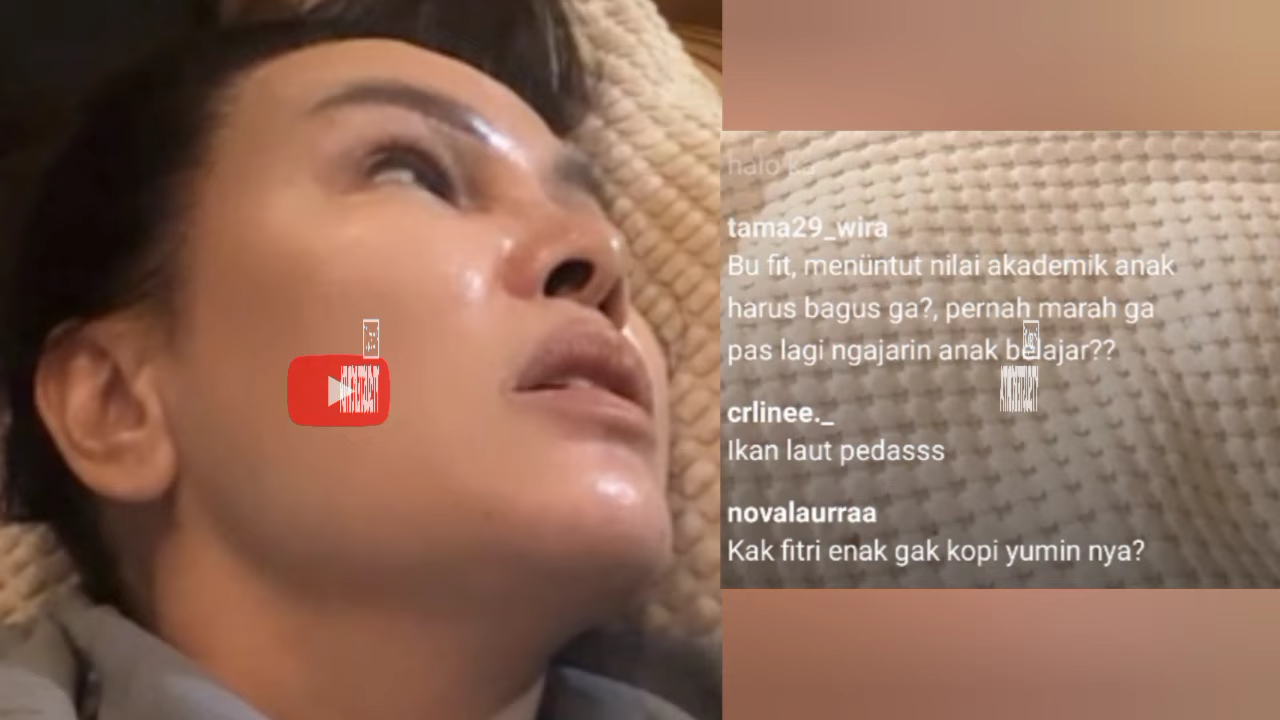 halo ka
tama29_wira
Bu fit, menüntut nilai akademik anak
harus bagus ga?, pernah marah ga
pas lagi ngajarin anak belajar??
crlinee._
Ikan laut pedasss
novalaurraa
Kak fitri enak gak kopi yumin nya?